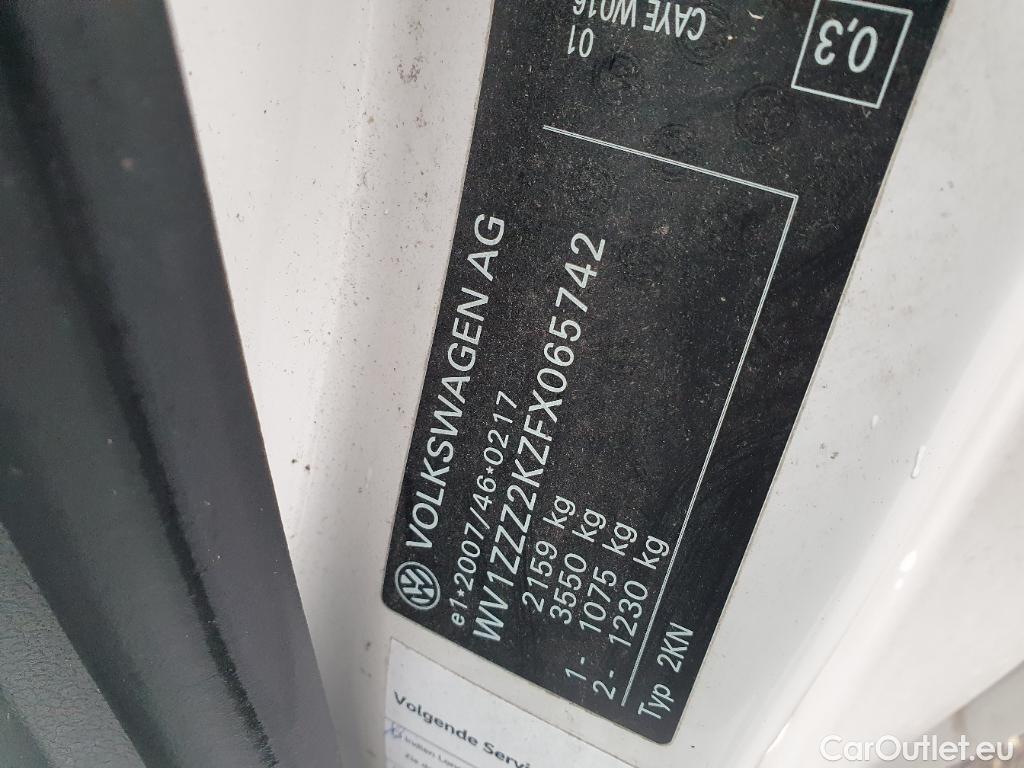 VOLKSWAGEN AG
e1*2007/46*0217
WV1ZZZ2KZFX065742
2159 kg
3550 kg
1- 1075 kg
2- 1230 kg
Typ 2KN
01
CAYE W016
0,3
Volgende Servi
CarOutlet.eu